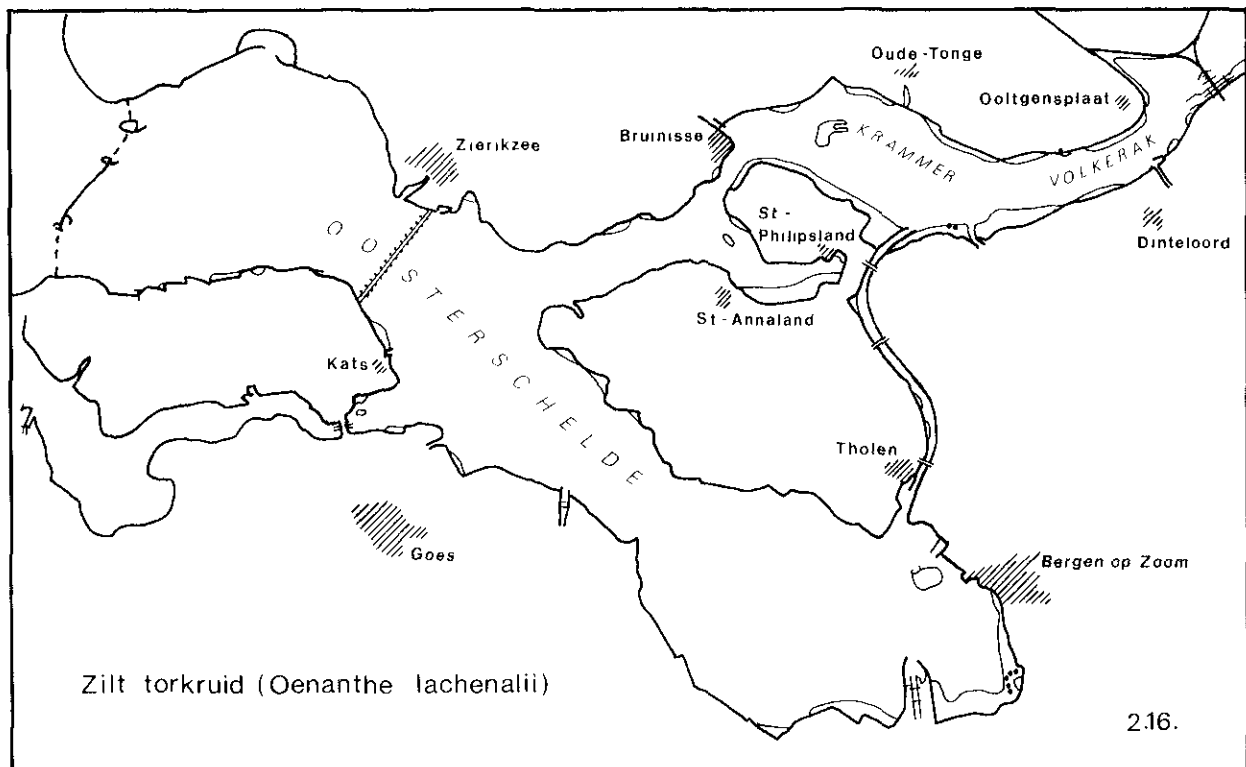 Oude-Tonge
Ooltgensplaat
Zierikzee
Bruinisse
KRAMMER
VOLKERAK
St-
Philipsland
Dinteloord
OOSTERSCHELDE
St-Annaland
Kats
Tholen
Goes
Bergen op Zoom
Zilt torkruid (Oenanthe lachenalii)
2.16.